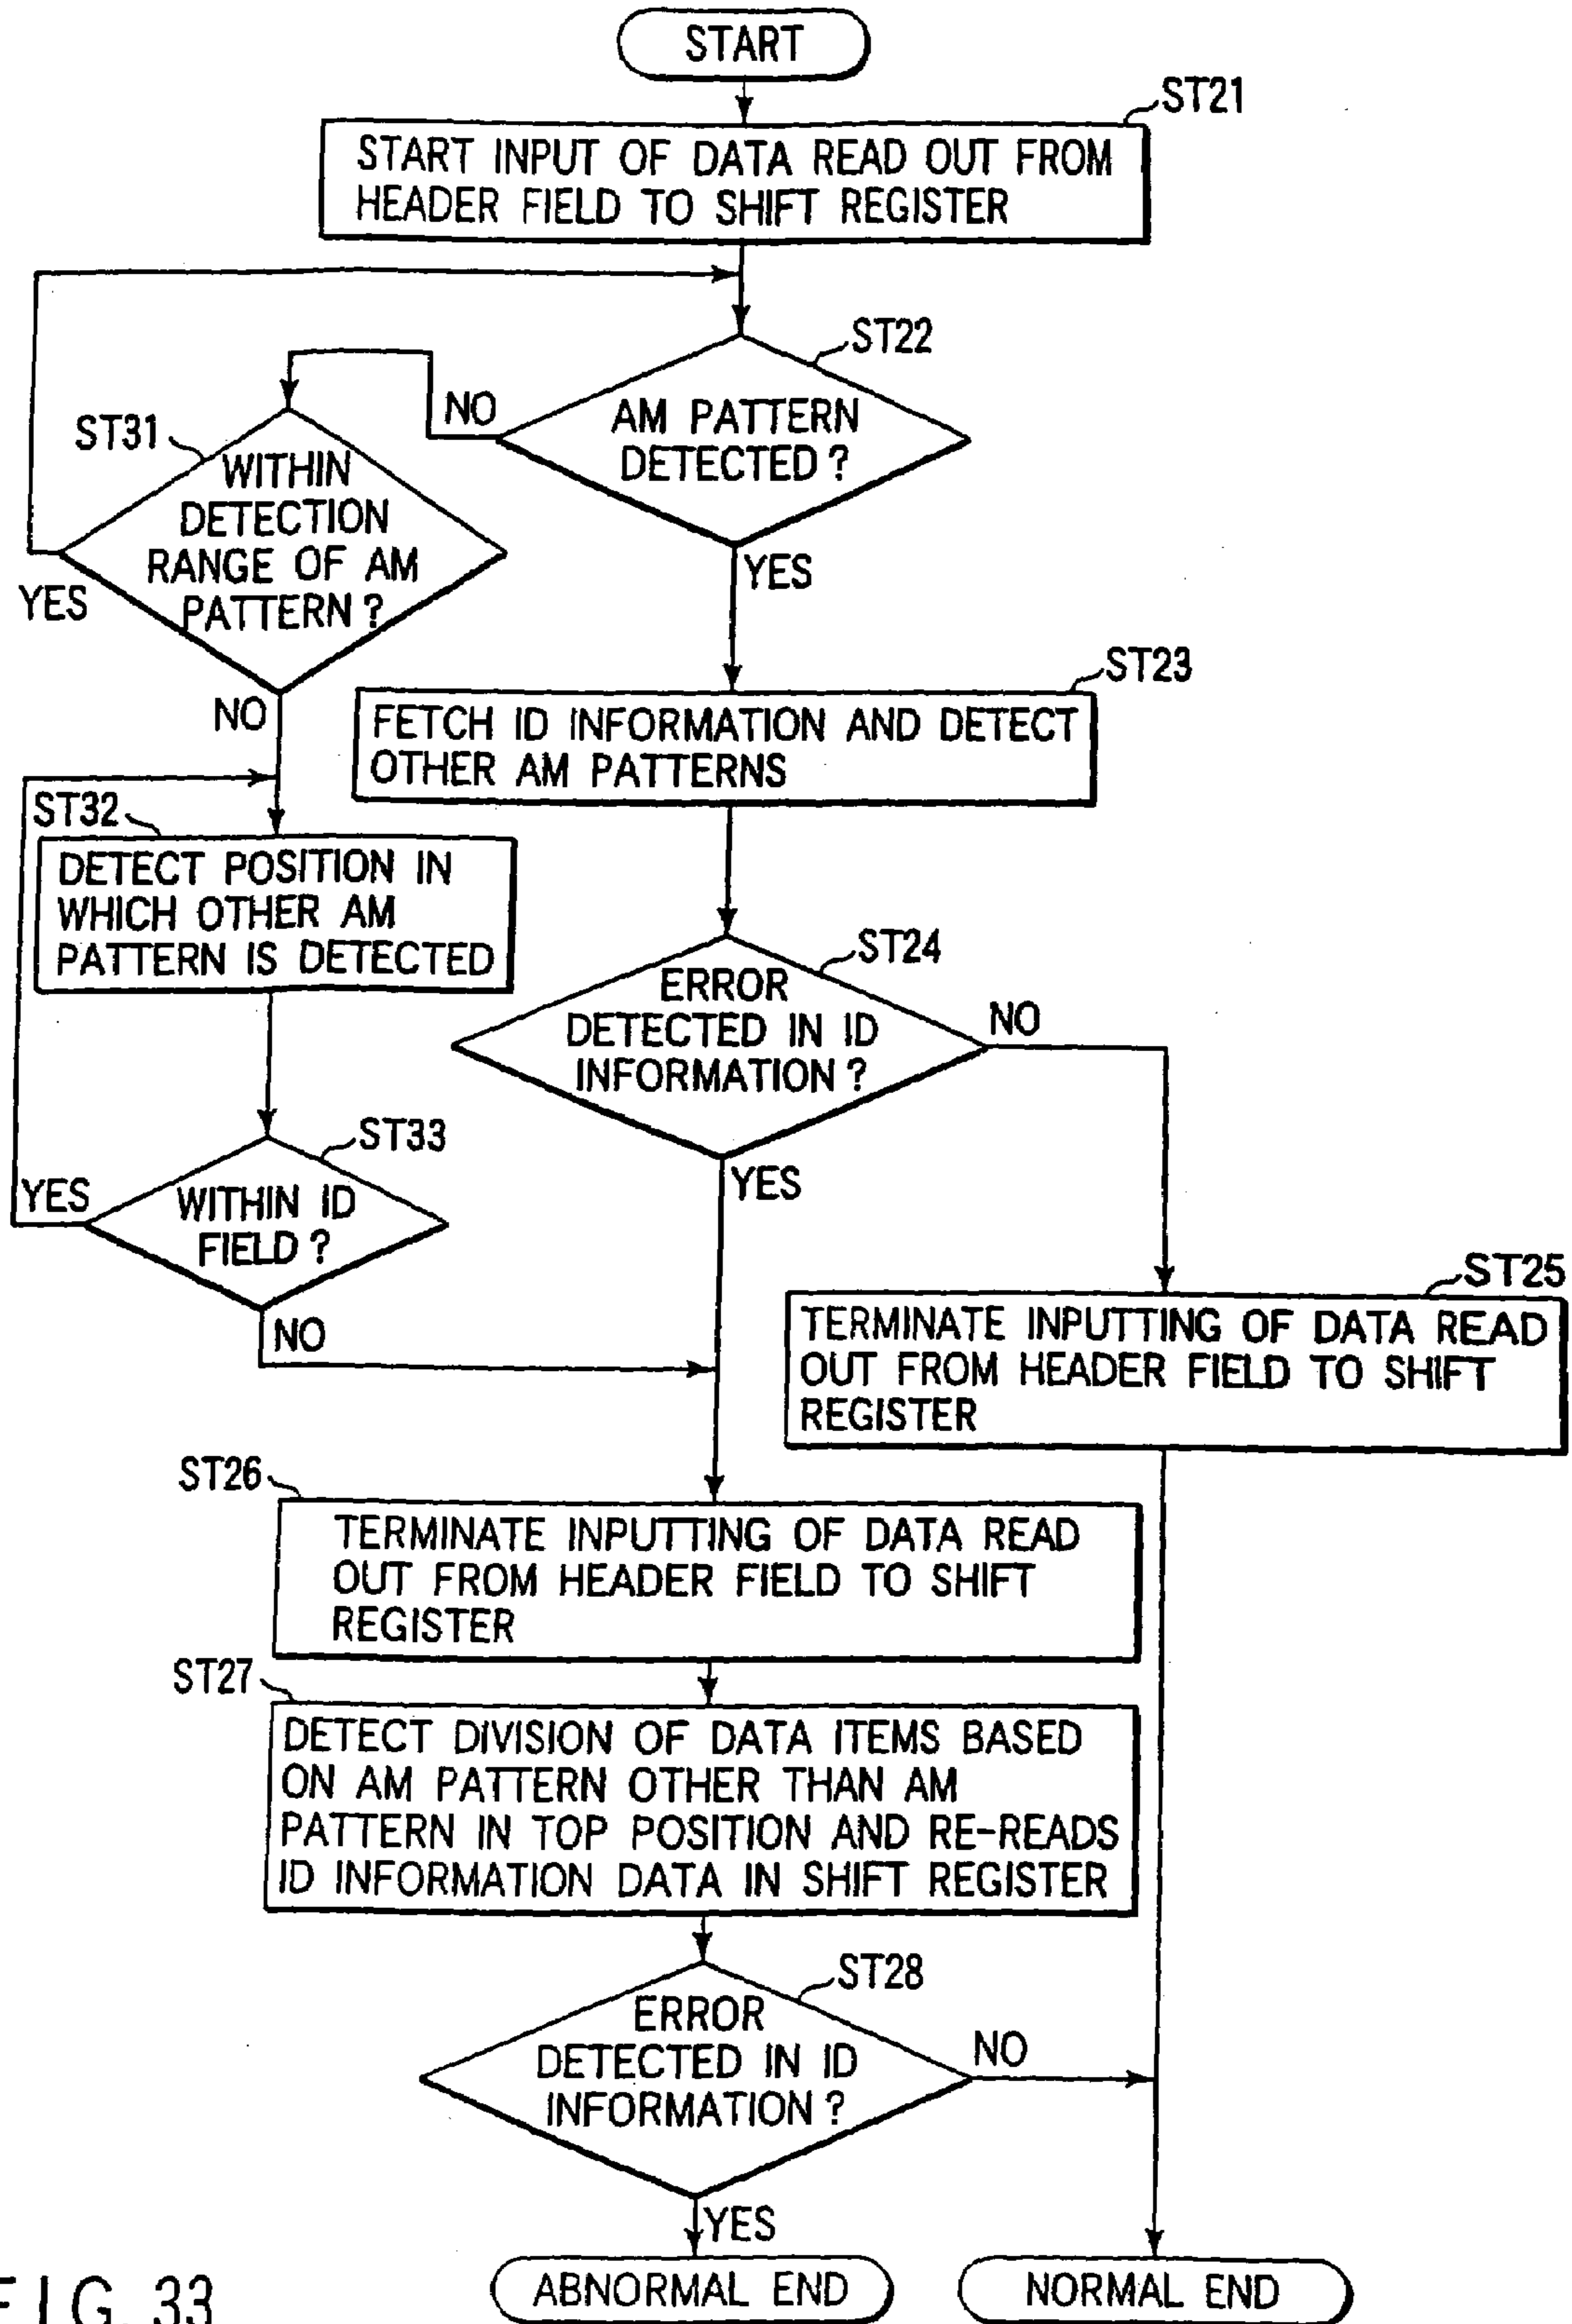 START
ST21
START INPUT OF DATA READ OUT FROM
HEADER FIELD TO SHIFT REGISTER
ST22
AM PATTERN
DETECTED ?
NO
YES
ST31
WITHIN
DETECTION
RANGE OF AM
PATTERN ?
YES
NO
ST23
FETCH ID INFORMATION AND DETECT
OTHER AM PATTERNS
ST32
DETECT POSITION IN
WHICH OTHER AM
PATTERN IS DETECTED
ST24
ERROR
DETECTED IN ID
INFORMATION ?
NO
YES
ST33
WITHIN ID
FIELD ?
YES
NO
ST25
TERMINATE INPUTTING OF DATA READ
OUT FROM HEADER FIELD TO SHIFT
REGISTER
ST26
TERMINATE INPUTTING OF DATA READ
OUT FROM HEADER FIELD TO SHIFT
REGISTER
ST27
DETECT DIVISION OF DATA ITEMS BASED
ON AM PATTERN OTHER THAN AM
PATTERN IN TOP POSITION AND RE-READS
ID INFORMATION DATA IN SHIFT REGISTER
ST28
ERROR
DETECTED IN ID
INFORMATION ?
NO
YES
ABNORMAL END
NORMAL END
FIG. 33